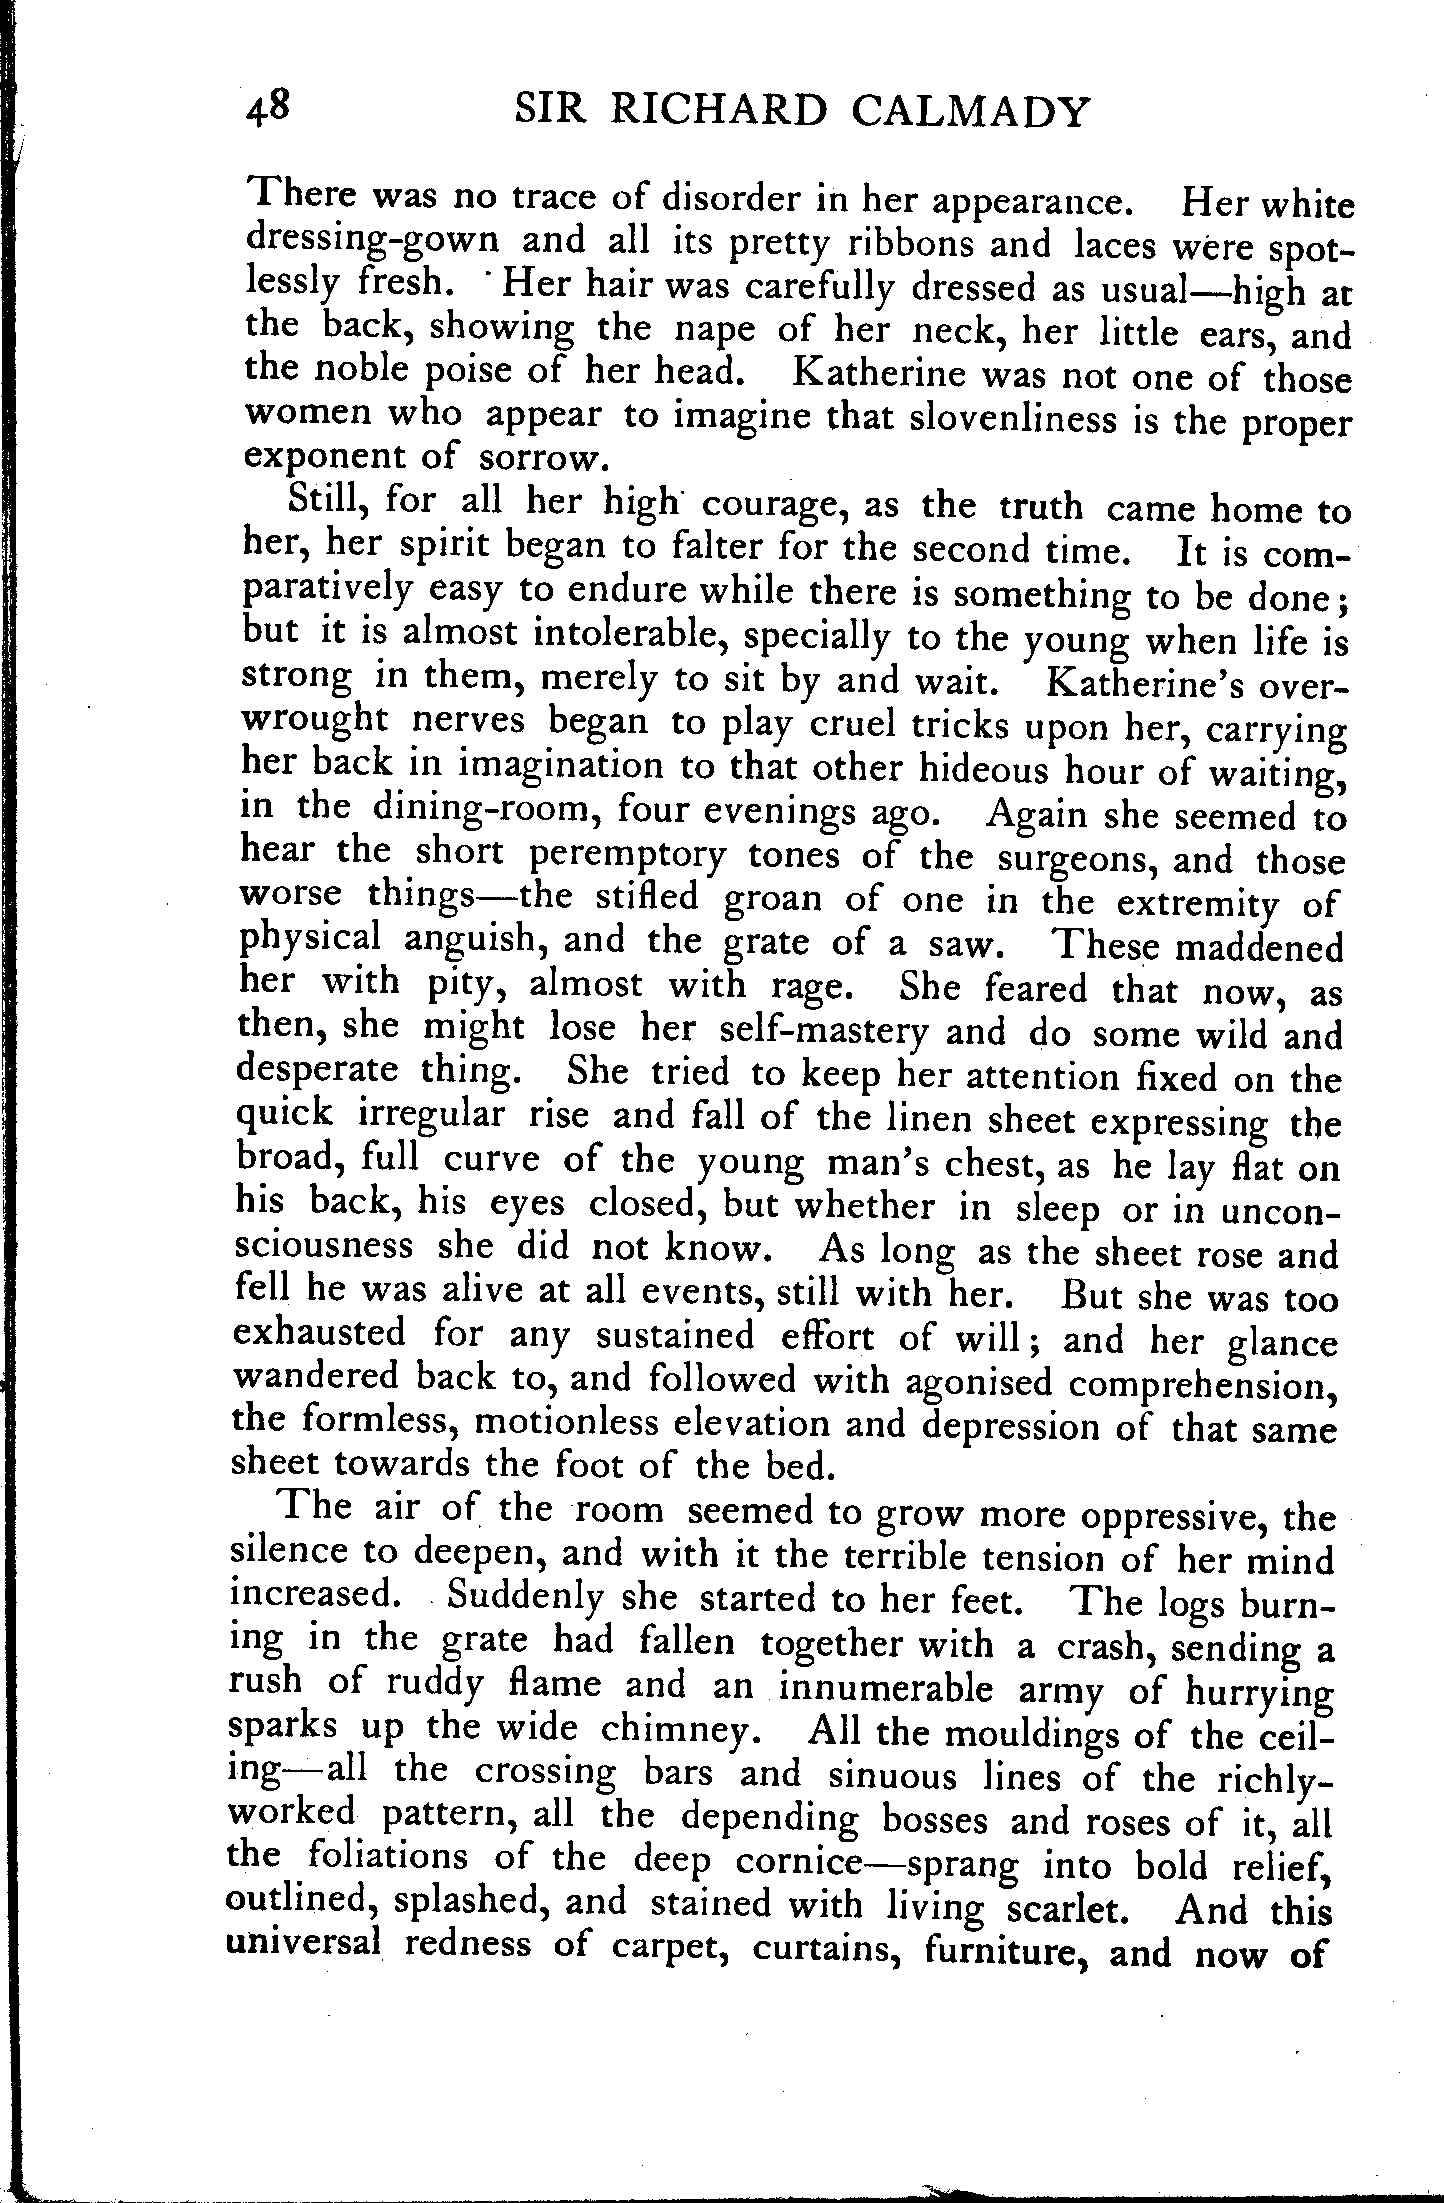 48 SIR RICHARD CALMADY
There was no trace of disorder in her appearance. Her white
dressing-gown and all its pretty ribbons and laces were spot-
lessly fresh. Her hair was carefully dressed as usual—high at
the back, showing the nape of her neck, her little ears, and
the noble poise of her head. Katherine was not one of those
women who appear to imagine that slovenliness is the proper
exponent of sorrow.
Still, for all her high courage, as the truth came home to
her, her spirit began to falter for the second time. It is com-
paratively easy to endure while there is something to be done;
but it is almost intolerable, specially to the young when life is
strong in them, merely to sit by and wait. Katherine's over-
wrought nerves began to play cruel tricks upon her, carrying
her back in imagination to that other hideous hour of waiting,
in the dining-room, four evenings ago. Again she seemed to
hear the short peremptory tones of the surgeons, and those
worse things—the stifled groan of one in the extremity of
physical anguish, and the grate of a saw. These maddened
her with pity, almost with rage. She feared that now, as
then, she might lose her self-mastery and do some wild and
desperate thing. She tried to keep her attention fixed on the
quick irregular rise and fall of the linen sheet expressing the
broad, full curve of the young man's chest, as he lay flat on
his back, his eyes closed, but whether in sleep or in uncon-
sciousness she did not know. As long as the sheet rose and
fell he was alive at all events, still with her. But she was too
exhausted for any sustained effort of will; and her glance
wandered back to, and followed with agonised comprehension,
the formless, motionless elevation and depression of that same
sheet towards the foot of the bed.
The air of the room seemed to grow more oppressive, the
silence to deepen, and with it the terrible tension of her mind
increased. Suddenly she started to her feet. The logs burn-
ing in the grate had fallen together with a crash, sending a
rush of ruddy flame and an innumerable army of hurrying
sparks up the wide chimney. All the mouldings of the ceil-
ing—all the crossing bars and sinuous lines of the richly-
worked pattern, all the depending bosses and roses of it, all
the foliations of the deep cornice—sprang into bold relief,
outlined, splashed, and stained with living scarlet. And this
universal redness of carpet, curtains, furniture, and now of